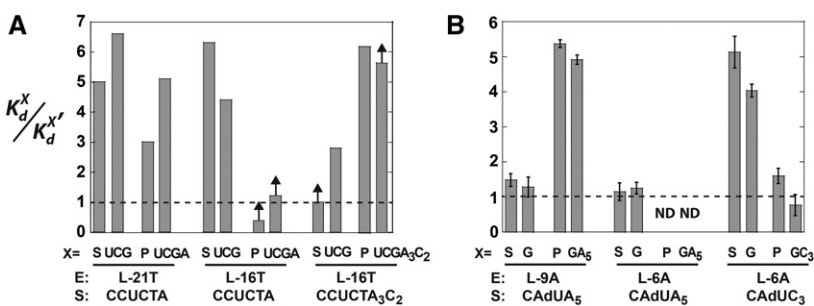 A
B
K_d^X / K_d^X'
7
6
5
4
3
2
1
0
X= S UCG P UCGA S UCG P UCGA S UCG P UCGA₃C₂
E: L-21T L-16T L-16T
S: CCUCTA CCUCTA CCUCTA₃C₂
6
5
4
3
2
1
0
ND ND
X= S G P GA₅ S G P GA₅ S G P GC₃
E: L-9A L-6A L-6A
S: CAdUA₅ CAdUA₅ CAdUC₃